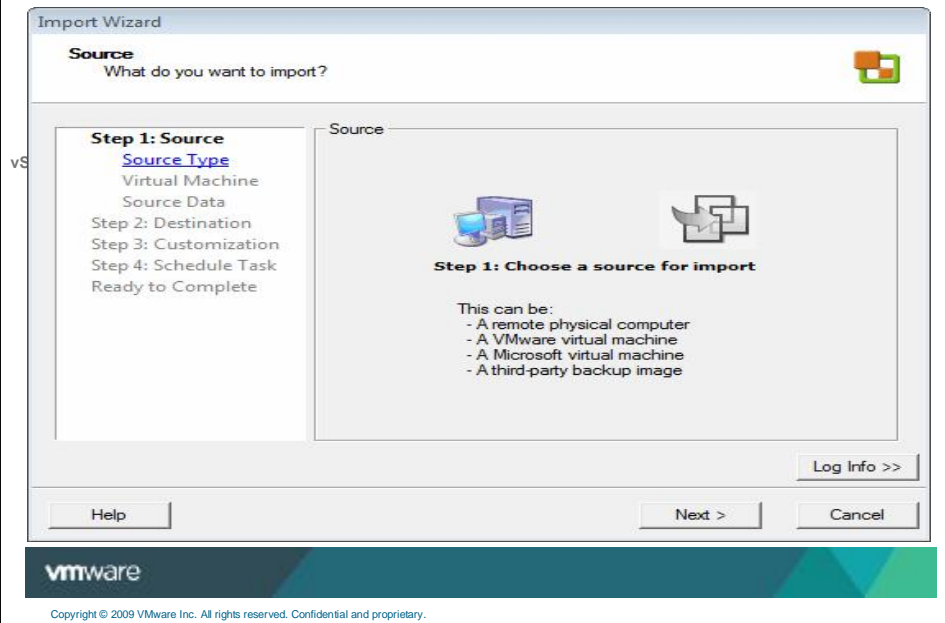 Import Wizard
Source
What do you want to import?
Step 1: Source
Source Type
Virtual Machine
Source Data
Step 2: Destination
Step 3: Customization
Step 4: Schedule Task
Ready to Complete
vS
Source
Step 1: Choose a source for import
This can be:
- A remote physical computer
- A VMware virtual machine
- A Microsoft virtual machine
- A third-party backup image
Log Info >>
Help
Next >
Cancel
vmware
Copyright © 2009 VMware Inc. All rights reserved. Confidential and proprietary.